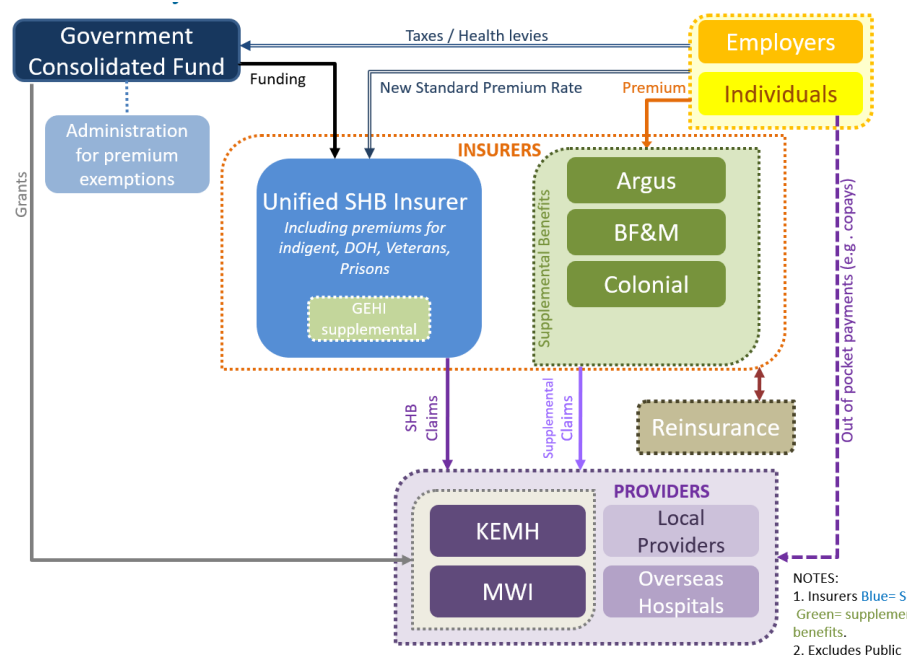 Government
Consolidated Fund
Taxes / Health levies
Employers
Individuals
Funding
New Standard Premium Rate
Premium
Administration
for premium
exemptions
Grants
INSURERS
Unified SHB Insurer
Including premiums for
indigent, DOH, Veterans,
Prisons
GEHI
supplemental
Supplemental Benefits
Argus
BF&M
Colonial
Out of pocket payments (e.g. copays)
SHB
Claims
Supplemental
Claims
Reinsurance
PROVIDERS
KEMH
MWI
Local
Providers
Overseas
Hospitals
NOTES:
1. Insurers Blue= S
Green= suppleme
benefits.
2. Excludes Public